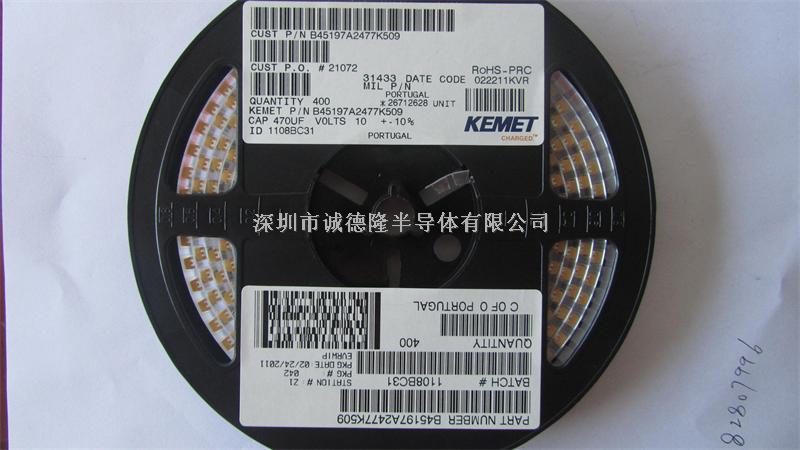 CUST P/N B45197A2477K509
CUST P.O. # 21072
RoHS-PRC
31433 DATE CODE 022211KVR
MIL P/N
PORTUGAL
QUANTITY 400 *26712628 UNIT
KEMET P/N B45197A2477K509
CAP 470UF VOLTS 10 +-10%
ID 1108BC31
PORTUGAL
KEMET
CHARGED.™
深圳市诚德隆半导体有限公司
PART NUMBER B45197A2477K509
BATCH # 1108BC31
STATION #: 21
PKG #: 042
PKG DATE: 02/24/2011
EVRW1P
QUANTITY 400
C OF O PORTUGAL
82807996